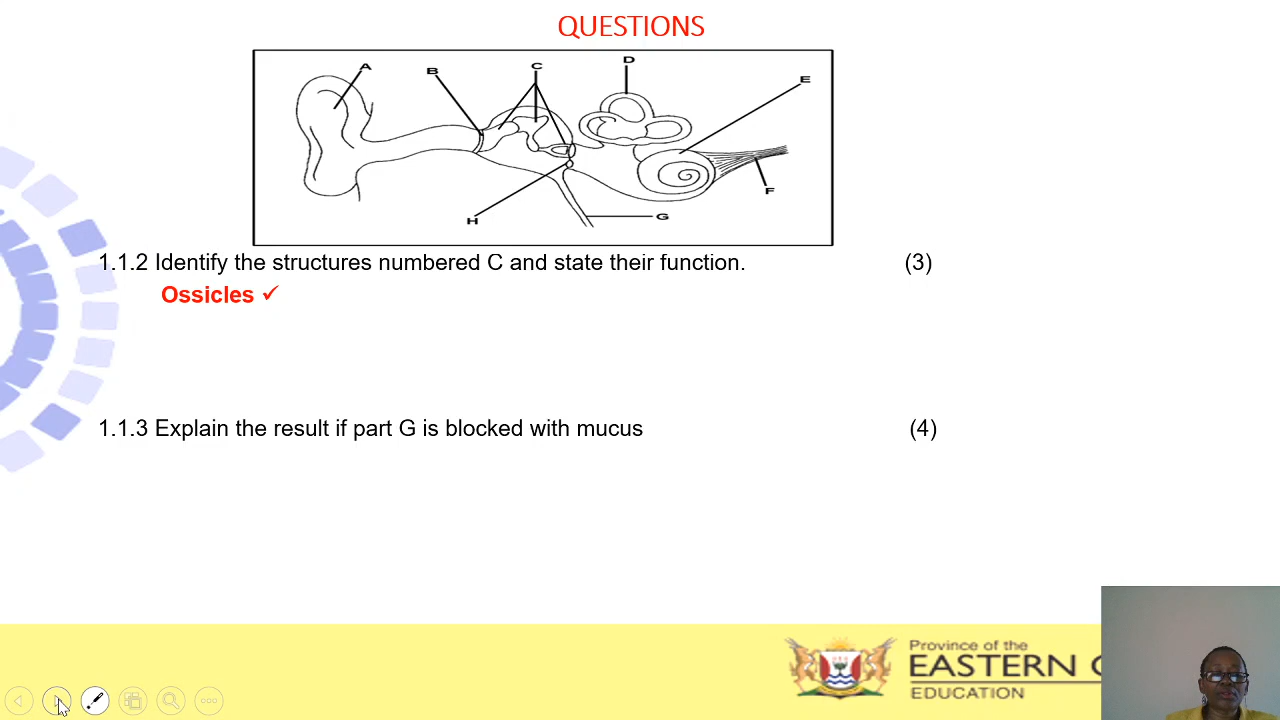 QUESTIONS
A
B
C
D
E
F
G
H
1.1.2 Identify the structures numbered C and state their function. (3)
Ossicles ✓
1.1.3 Explain the result if part G is blocked with mucus (4)
Province of the
EASTERN C
EDUCATION